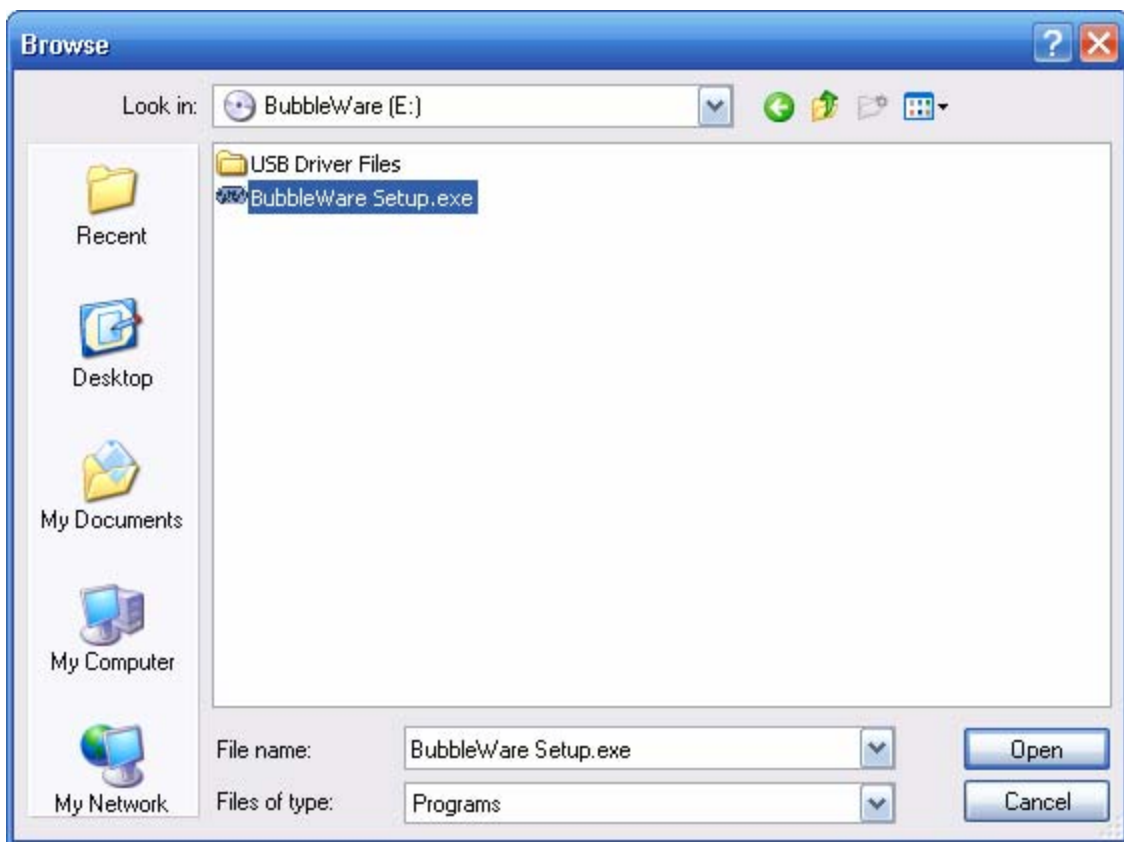 Browse
Look in: BubbleWare (E:)
USB Driver Files
BubbleWare Setup.exe
Recent
Desktop
My Documents
My Computer
My Network
File name: BubbleWare Setup.exe Open
Files of type: Programs Cancel